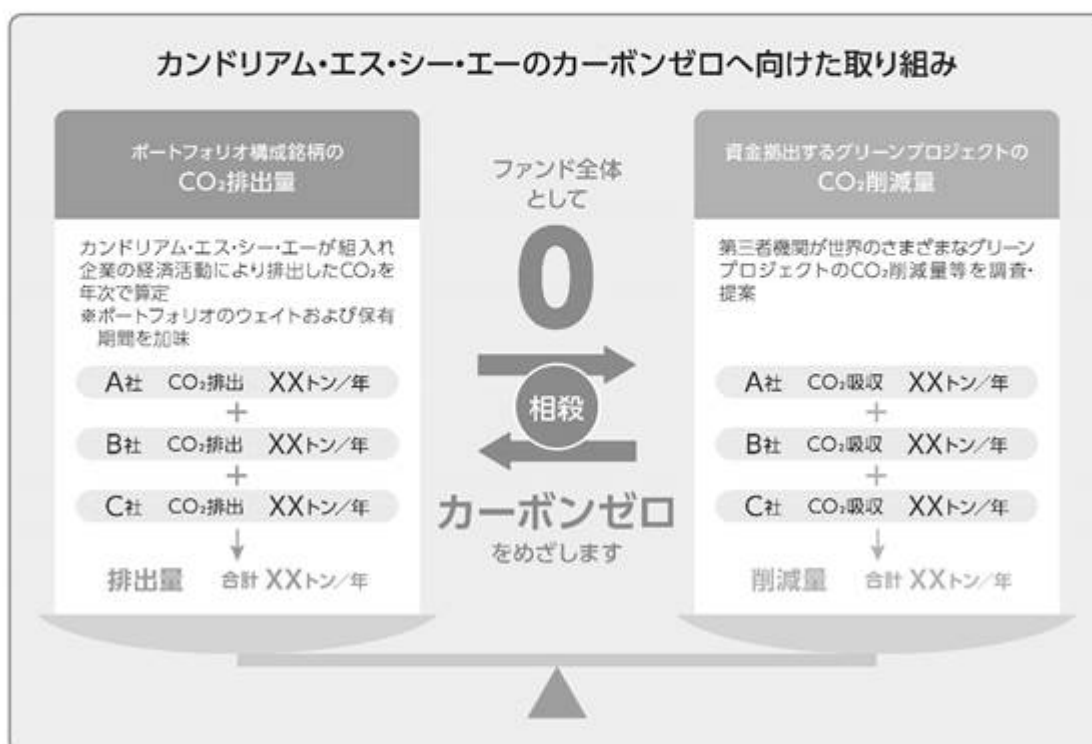 カンドリアム・エス・シー・エーのカーボンゼロへ向けた取り組み
ポートフォリオ構成銘柄の
CO₂排出量
カンドリアム・エス・シー・エーが組入れ
企業の経済活動により排出したCO₂を
年次で算定
※ポートフォリオのウェイトおよび保有
期間を加味
A社 CO₂排出 XXトン／年
+
B社 CO₂排出 XXトン／年
+
C社 CO₂排出 XXトン／年
↓
排出量 合計 XXトン／年
ファンド全体
として
0
相殺
カーボンゼロ
をめざします
資金拠出するグリーンプロジェクトの
CO₂削減量
第三者機関が世界のさまざまなグリーン
プロジェクトのCO₂削減量等を調査・
提案
A社 CO₂吸収 XXトン／年
+
B社 CO₂吸収 XXトン／年
+
C社 CO₂吸収 XXトン／年
↓
削減量 合計 XXトン／年